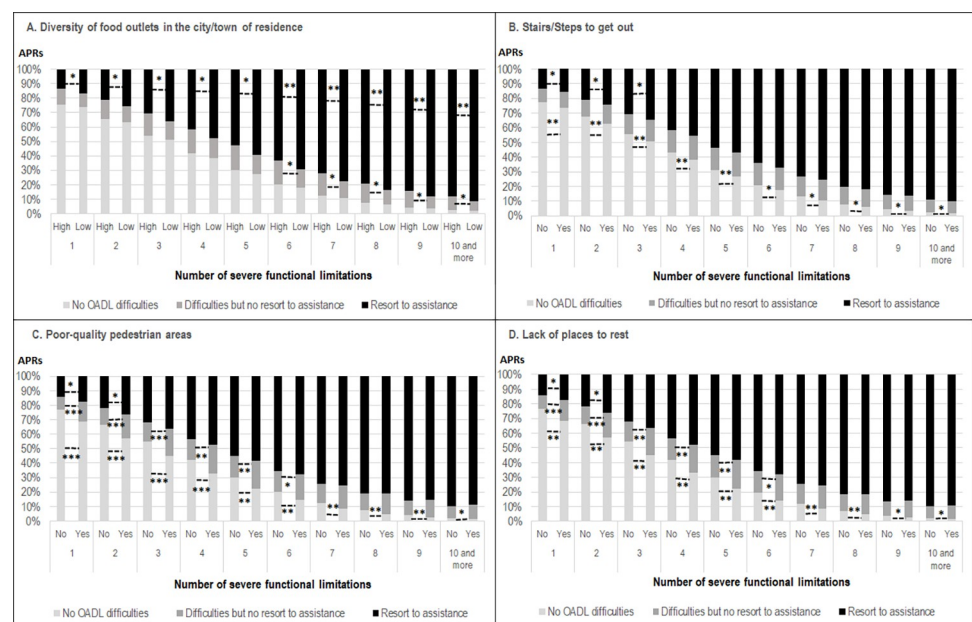 A. Diversity of food outlets in the city/town of residence
APRs
100%
90%
80%
70%
60%
50%
40%
30%
20%
10%
0%
* * * * * ** ** ** ** **
* * * * *
High Low High Low High Low High Low High Low High Low High Low High Low High Low High Low
1 2 3 4 5 6 7 8 9 10 and more
Number of severe functional limitations
No OADL difficulties Difficulties but no resort to assistance Resort to assistance
B. Stairs/Steps to get out
APRs
100%
90%
80%
70%
60%
50%
40%
30%
20%
10%
0%
* * *
** ** ** ** ** * * * * *
No Yes No Yes No Yes No Yes No Yes No Yes No Yes No Yes No Yes No Yes
1 2 3 4 5 6 7 8 9 10 and more
Number of severe functional limitations
No OADL difficulties Difficulties but no resort to assistance Resort to assistance
C. Poor-quality pedestrian areas
APRs
100%
90%
80%
70%
60%
50%
40%
30%
20%
10%
0%
* *
*** *** *** ** ** *
*** *** *** *** ** ** ** ** ** *
No Yes No Yes No Yes No Yes No Yes No Yes No Yes No Yes No Yes No Yes
1 2 3 4 5 6 7 8 9 10 and more
Number of severe functional limitations
No OADL difficulties Difficulties but no resort to assistance Resort to assistance
D. Lack of places to rest
APRs
100%
90%
80%
70%
60%
50%
40%
30%
20%
10%
0%
* *
*** *** *** ** ** *
** ** ** ** ** ** ** ** * *
No Yes No Yes No Yes No Yes No Yes No Yes No Yes No Yes No Yes No Yes
1 2 3 4 5 6 7 8 9 10 and more
Number of severe functional limitations
No OADL difficulties Difficulties but no resort to assistance Resort to assistance